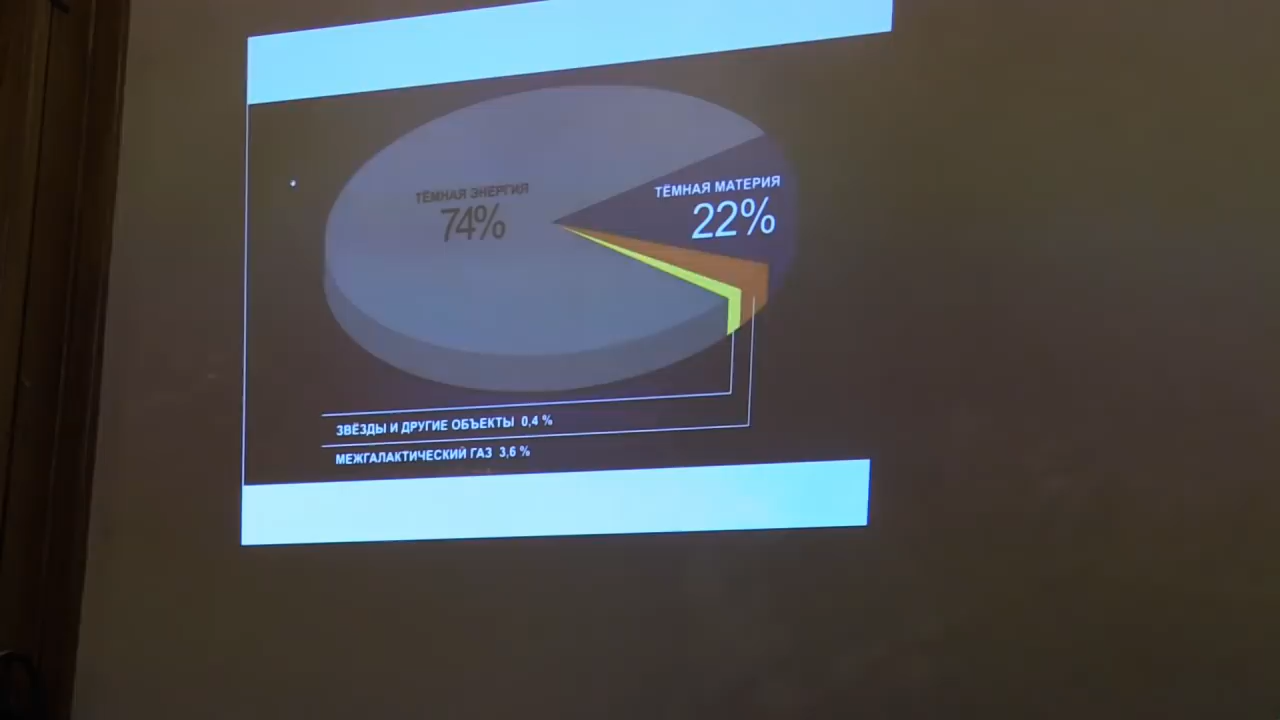 ТЁМНАЯ ЭНЕРГИЯ
74%
ТЁМНАЯ МАТЕРИЯ
22%
ЗВЁЗДЫ И ДРУГИЕ ОБЪЕКТЫ 0,4 %
МЕЖГАЛАКТИЧЕСКИЙ ГАЗ 3,6 %